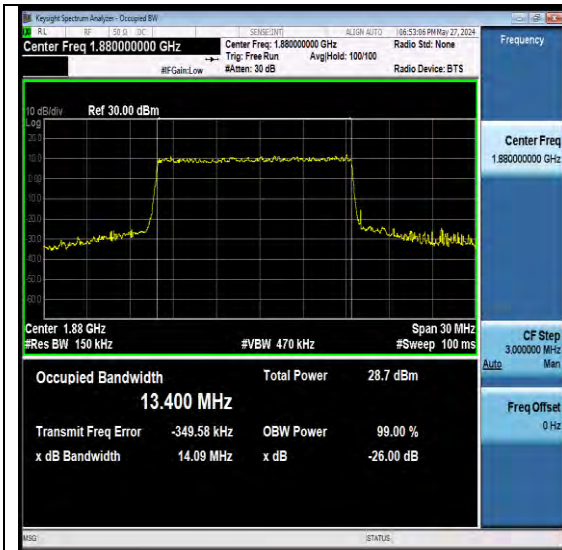 Keysight Spectrum Analyzer - Occupied BW
RL RF 50 Ω DC SENSE:INT ALIGN AUTO 06:53:06 PM May 27, 2024
Center Freq 1.880000000 GHz Center Freq: 1.880000000 GHz Radio Std: None Frequency
Trig: Free Run Avg|Hold: 100/100
#IFGain:Low #Atten: 30 dB Radio Device: BTS
10 dB/div Ref 30.00 dBm
Log
20.0
10.0
0.00
-10.0
-20.0
-30.0
-40.0
-50.0
-60.0
Center Freq
1.880000000 GHz
Center 1.88 GHz Span 30 MHz
#Res BW 150 kHz #VBW 470 kHz #Sweep 100 ms
CF Step
3.000000 MHz
Auto Man
Occupied Bandwidth Total Power 28.7 dBm
13.400 MHz
Transmit Freq Error -349.58 kHz OBW Power 99.00 %
x dB Bandwidth 14.09 MHz x dB -26.00 dB
Freq Offset
0 Hz
MSG STATUS